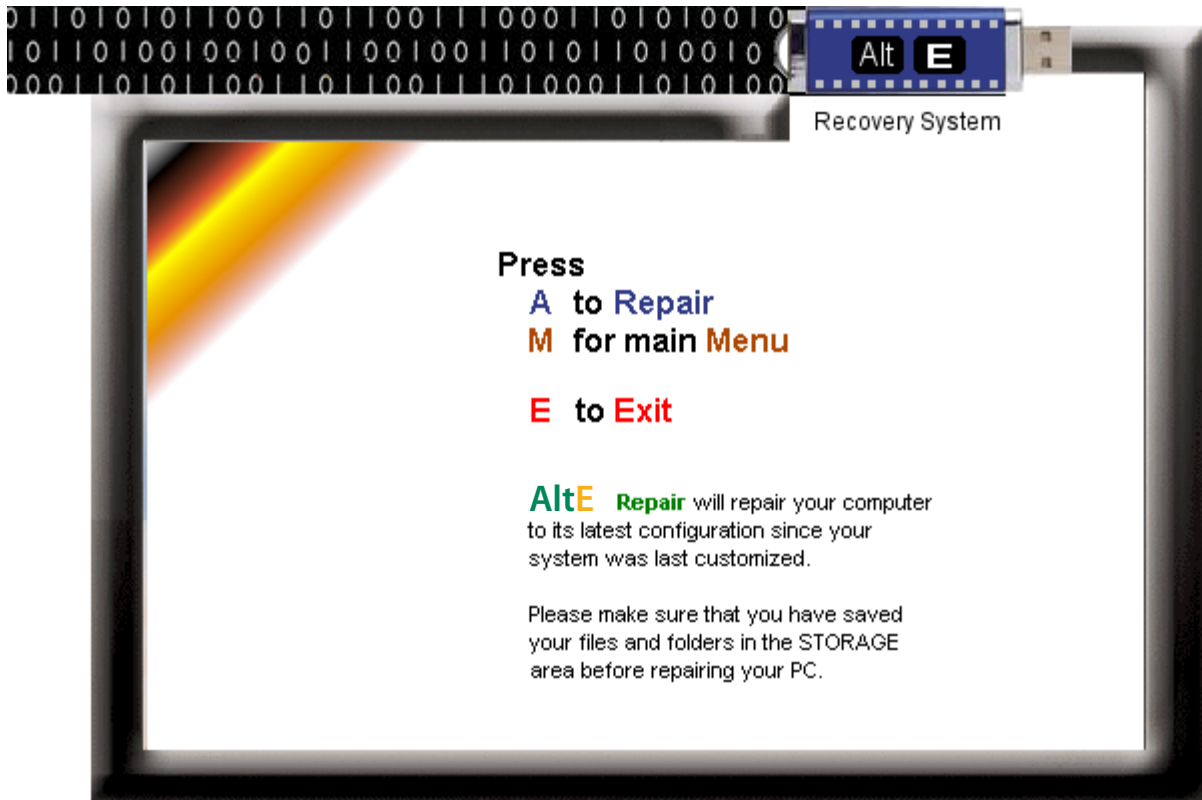 0110101011001101100111000110101001 0
Alt E
Recovery System
Press
A to Repair
M for main Menu
E to Exit
AltE Repair will repair your computer
to its latest configuration since your
system was last customized.
Please make sure that you have saved
your files and folders in the STORAGE
area before repairing your PC.